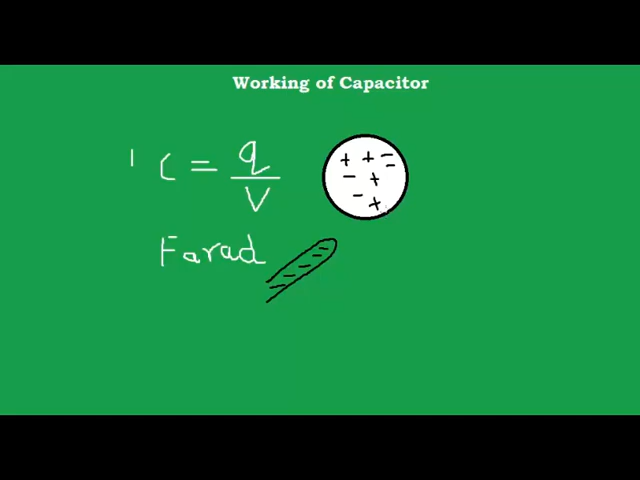 Working of Capacitor
C = q/V
Farad